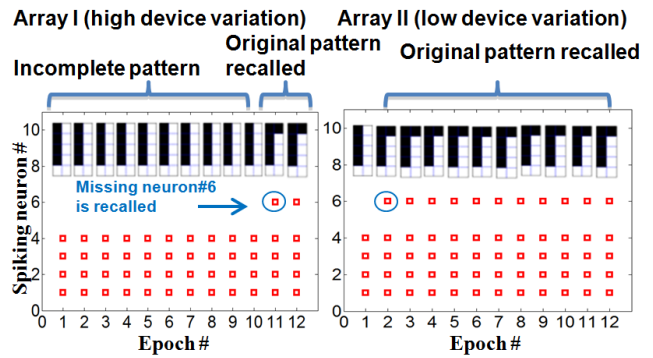 Array I (high device variation)
Original pattern
recalled
Incomplete pattern
Array II (low device variation)
Original pattern recalled
Spiking neuron #
10
8
6
4
2
0
Missing neuron#6
is recalled
0 1 2 3 4 5 6 7 8 9 10 11 12
Epoch #
10
8
6
4
2
0
0 1 2 3 4 5 6 7 8 9 10 11 12
Epoch #